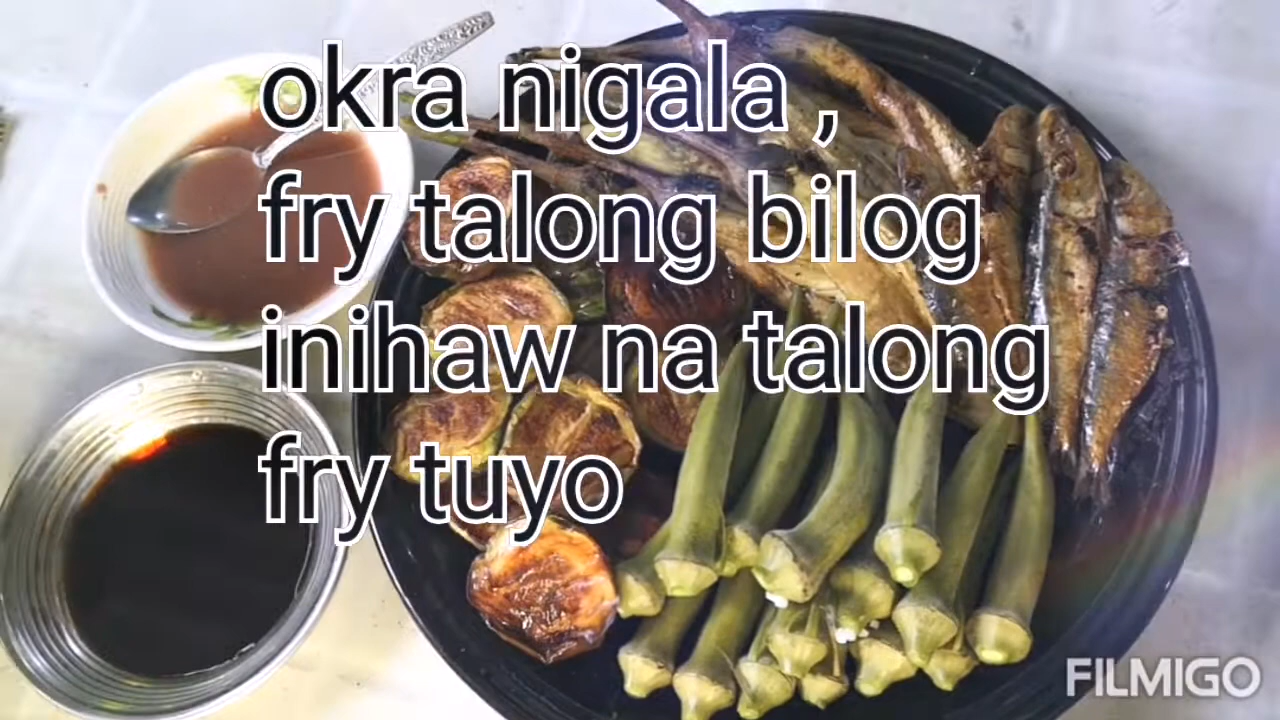 okra nigala ,
fry talong bilog
inihaw na talong
fry tuyo
FILMIGO